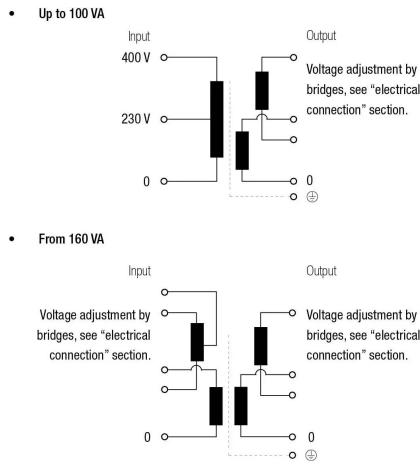 • Up to 100 VA
Input
Output
400 V
Voltage adjustment by
bridges, see “electrical
connection” section.
230 V
0
0
• From 160 VA
Input
Output
Voltage adjustment by
bridges, see “electrical
connection” section.
Voltage adjustment by
bridges, see “electrical
connection” section.
0
0